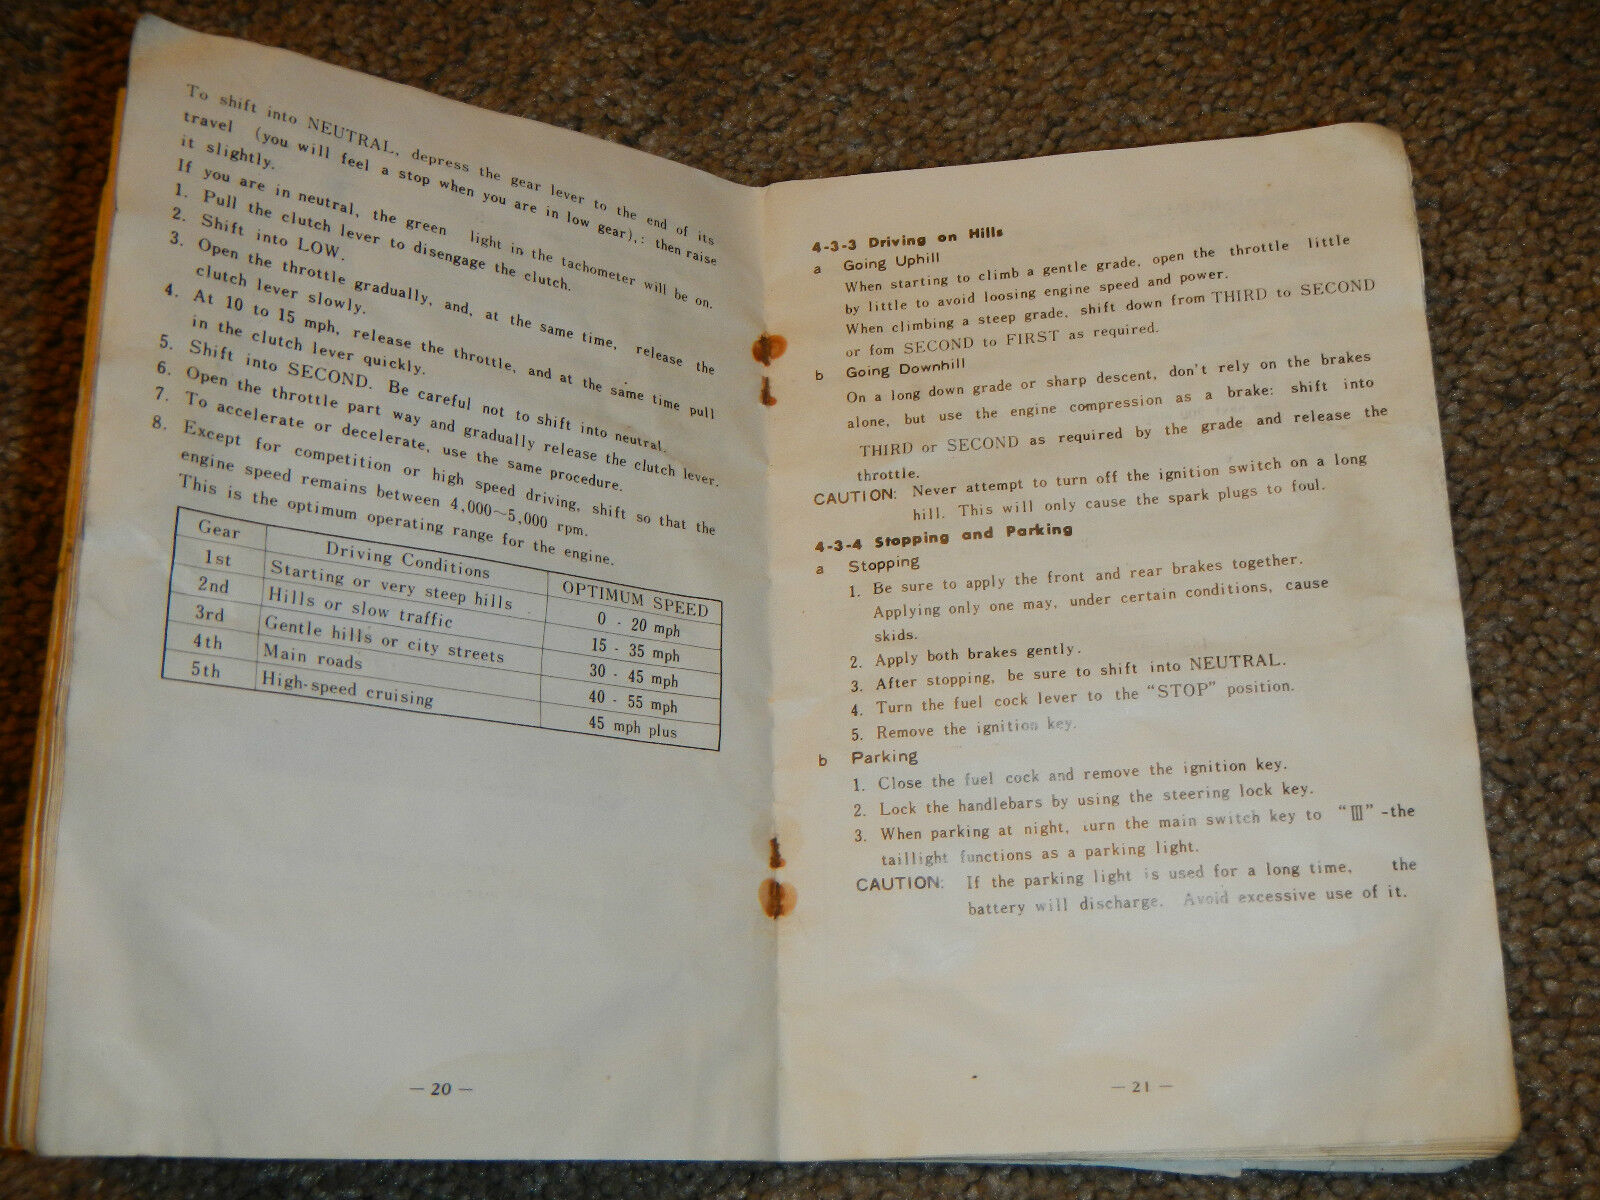 To shift into NEUTRAL, depress the gear lever to the end of its
travel (you will feel a stop when you are in low gear),: then raise
it slightly.
If you are in neutral, the green light in the tachometer will be on.
1. Pull the clutch lever to disengage the clutch.
2. Shift into LOW.
3. Open the throttle gradually, and, at the same time, release the
clutch lever slowly.
4. At 10 to 15 mph, release the throttle, and at the same time pull
in the clutch lever quickly.
5. Shift into SECOND. Be careful not to shift into neutral.
6. Open the throttle part way and gradually release the clutch lever.
7. To accelerate or decelerate, use the same procedure.
8. Except for competition or high speed driving, shift so that the
engine speed remains between 4,000~5,000 rpm.
This is the optimum operating range for the engine.
Gear Driving Conditions OPTIMUM SPEED
1st Starting or very steep hills 0 - 20 mph
2nd Hills or slow traffic 15 - 35 mph
3rd Gentle hills or city streets 30 - 45 mph
4th Main roads 40 - 55 mph
5th High-speed cruising 45 mph plus
— 20 —
4-3-3 Driving on Hills
a Going Uphill
When starting to climb a gentle grade, open the throttle little
by little to avoid loosing engine speed and power.
When climbing a steep grade, shift down from THIRD to SECOND
or fom SECOND to FIRST as required.
b Going Downhill
On a long down grade or sharp descent, don't rely on the brakes
alone, but use the engine compression as a brake: shift into
THIRD or SECOND as required by the grade and release the
throttle.
CAUTION: Never attempt to turn off the ignition switch on a long
hill. This will only cause the spark plugs to foul.
4-3-4 Stopping and Parking
a Stopping
1. Be sure to apply the front and rear brakes together.
Applying only one may, under certain conditions, cause
skids.
2. Apply both brakes gently.
3. After stopping, be sure to shift into NEUTRAL.
4. Turn the fuel cock lever to the "STOP" position.
5. Remove the ignition key.
b Parking
1. Close the fuel cock and remove the ignition key.
2. Lock the handlebars by using the steering lock key.
3. When parking at night, turn the main switch key to "Ⅲ" -the
taillight functions as a parking light.
CAUTION: If the parking light is used for a long time, the
battery will discharge. Avoid excessive use of it.
— 21 —